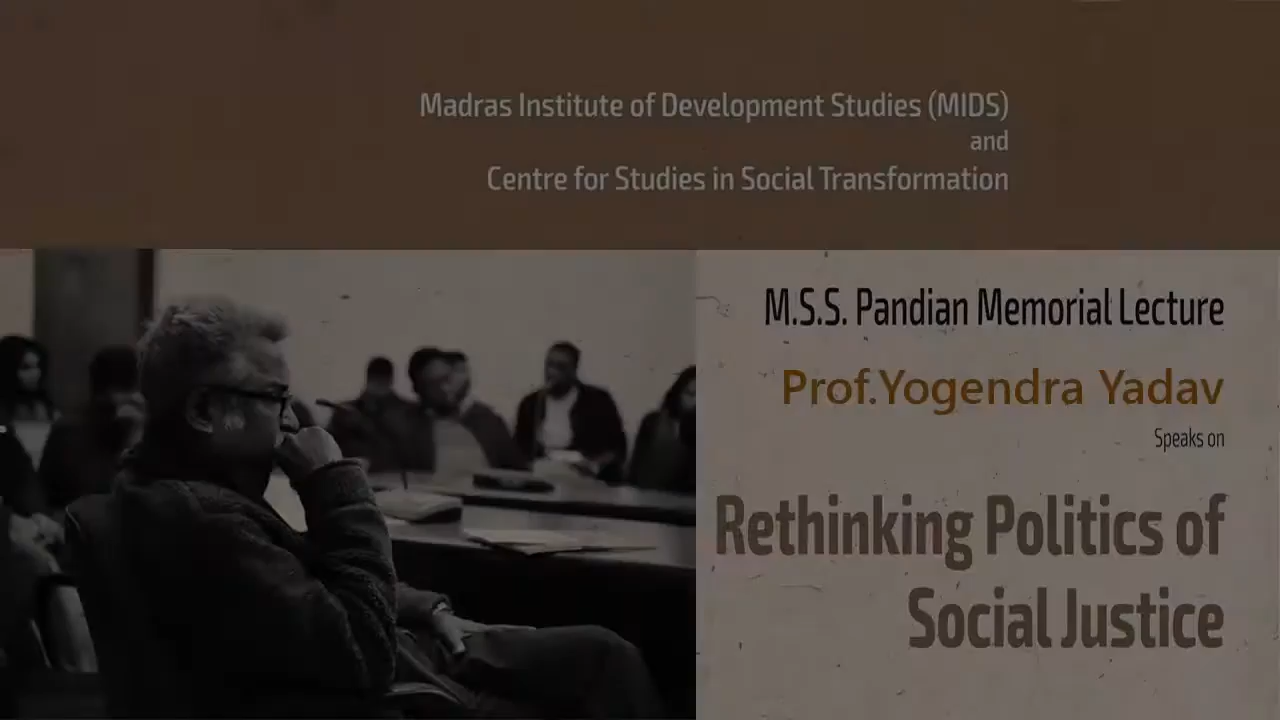 Madras Institute of Development Studies (MIDS)
and
Centre for Studies in Social Transformation
M.S.S. Pandian Memorial Lecture
Prof.Yogendra Yadav
Speaks on
Rethinking Politics of
Social Justice